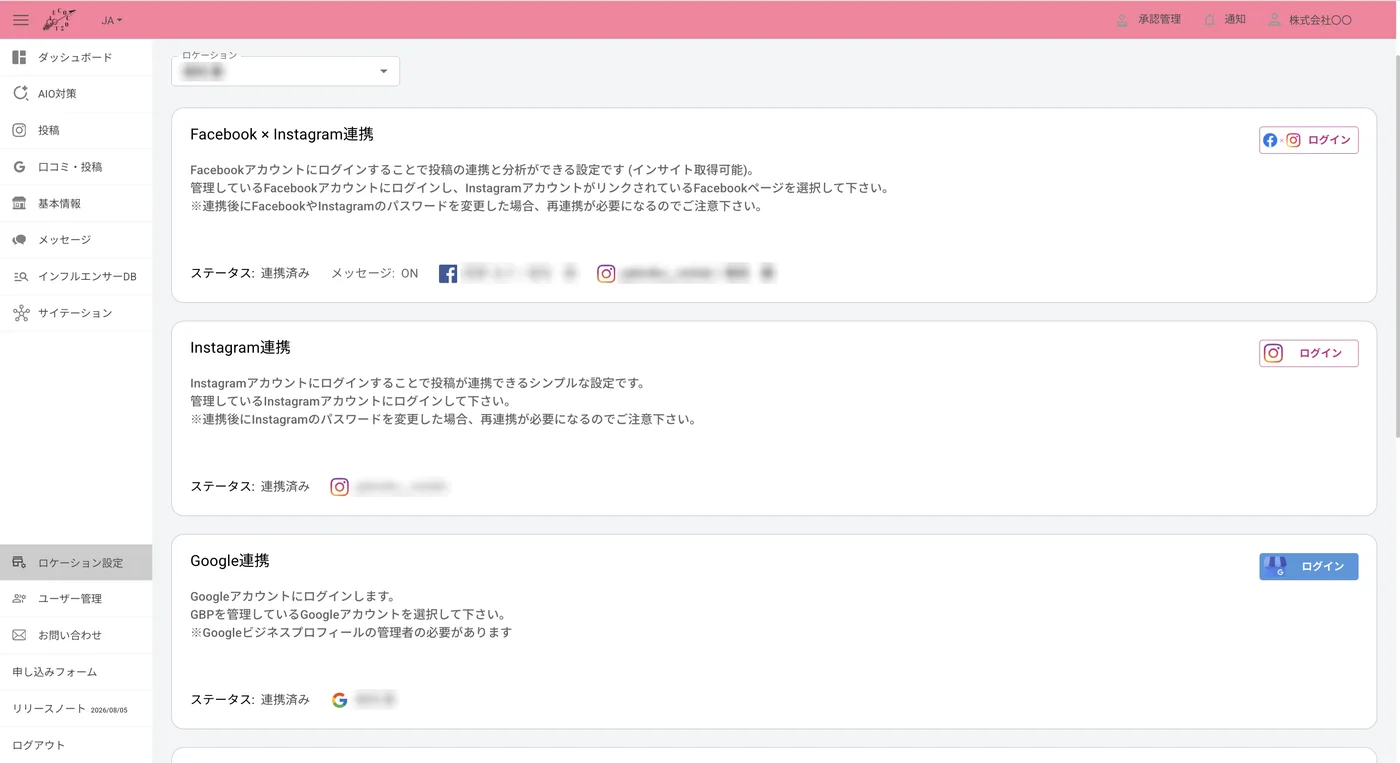 JA
承認管理
通知
株式会社〇〇
ダッシュボード
AIO対策
投稿
口コミ・投稿
基本情報
メッセージ
インフルエンサーDB
サイテーション
ロケーション設定
ユーザー管理
お問い合わせ
申し込みフォーム
リリースノート 2026/08/05
ログアウト
ロケーション
Facebook × Instagram連携
ログイン
Facebookアカウントにログインすることで投稿の連携と分析ができる設定です (インサイト取得可能)。
管理しているFacebookアカウントにログインし、InstagramアカウントがリンクされているFacebookページを選択して下さい。
※連携後にFacebookやInstagramのパスワードを変更した場合、再連携が必要になるのでご注意下さい。
ステータス: 連携済み メッセージ: ON
Instagram連携
ログイン
Instagramアカウントにログインすることで投稿が連携できるシンプルな設定です。
管理しているInstagramアカウントにログインして下さい。
※連携後にInstagramのパスワードを変更した場合、再連携が必要になるのでご注意下さい。
ステータス: 連携済み
Google連携
ログイン
Googleアカウントにログインします。
GBPを管理しているGoogleアカウントを選択して下さい。
※Googleビジネスプロフィールの管理者の必要があります
ステータス: 連携済み